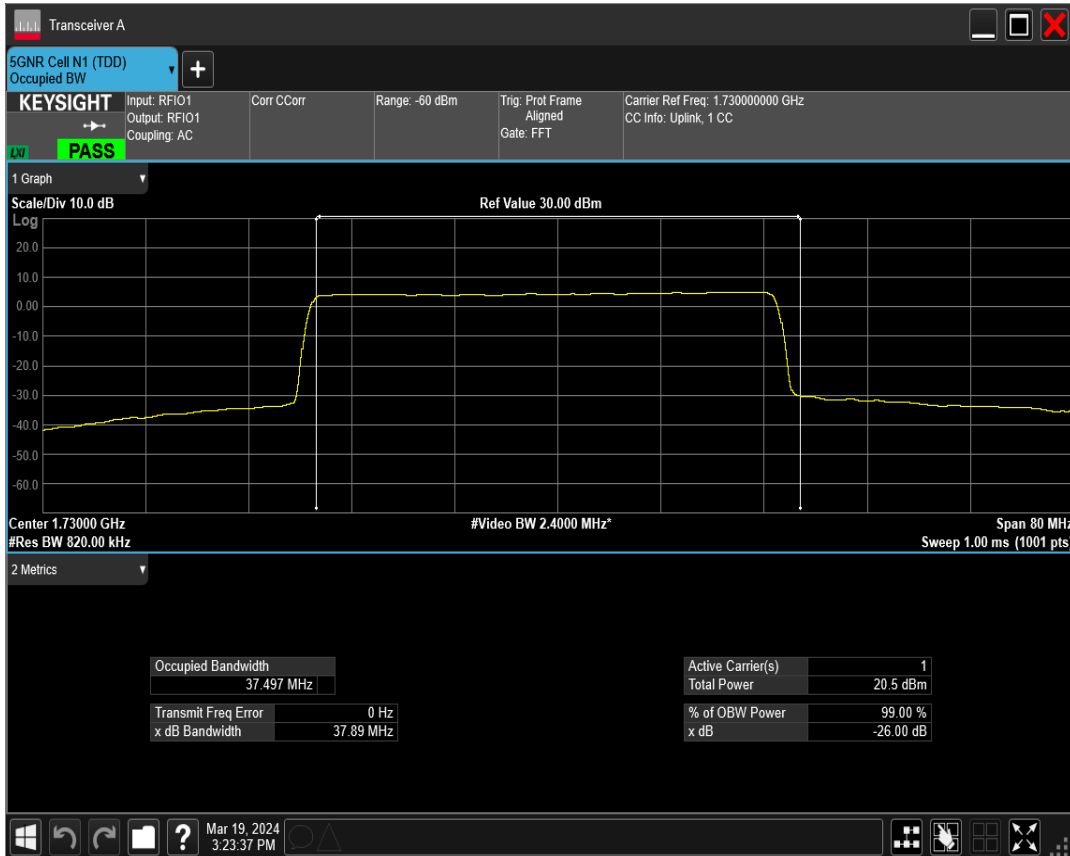 Transceiver A
5GNR Cell N1 (TDD)
Occupied BW
+
KEYSIGHT
LXI
PASS
Input: RFIO1
Output: RFIO1
Coupling: AC
Corr CCorr
Range: -60 dBm
Trig: Prot Frame
Aligned
Gate: FFT
Carrier Ref Freq: 1.730000000 GHz
CC Info: Uplink, 1 CC
1 Graph
Scale/Div 10.0 dB
Ref Value 30.00 dBm
Log
20.0
10.0
0.00
-10.0
-20.0
-30.0
-40.0
-50.0
-60.0
Center 1.73000 GHz
#Video BW 2.4000 MHz*
Span 80 MHz
#Res BW 820.00 kHz
Sweep 1.00 ms (1001 pts)
2 Metrics
Occupied Bandwidth
37.497 MHz
Transmit Freq Error 0 Hz
x dB Bandwidth 37.89 MHz
Active Carrier(s) 1
Total Power 20.5 dBm
% of OBW Power 99.00 %
x dB -26.00 dB
?
Mar 19, 2024
3:23:37 PM